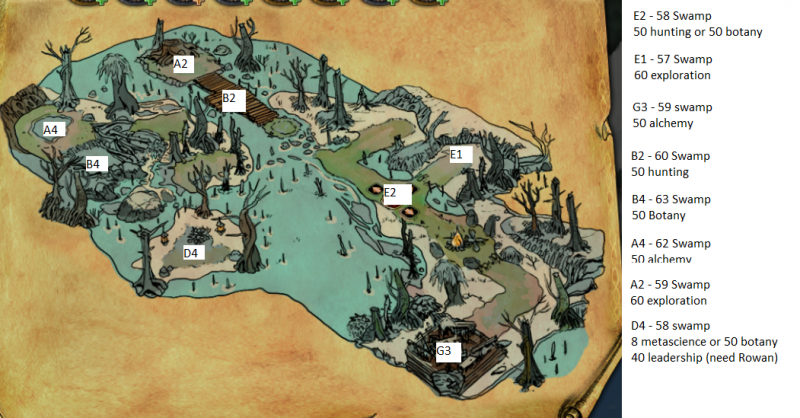 A2
B2
A4
B4
E1
E2
D4
G3
E2 - 58 Swamp
50 hunting or 50 botany
E1 - 57 Swamp
60 exploration
G3 - 59 swamp
50 alchemy
B2 - 60 Swamp
50 hunting
B4 - 63 Swamp
50 Botany
A4 - 62 Swamp
50 alchemy
A2 - 59 Swamp
60 exploration
D4 - 58 swamp
8 metascience or 50 botany
40 leadership (need Rowan)